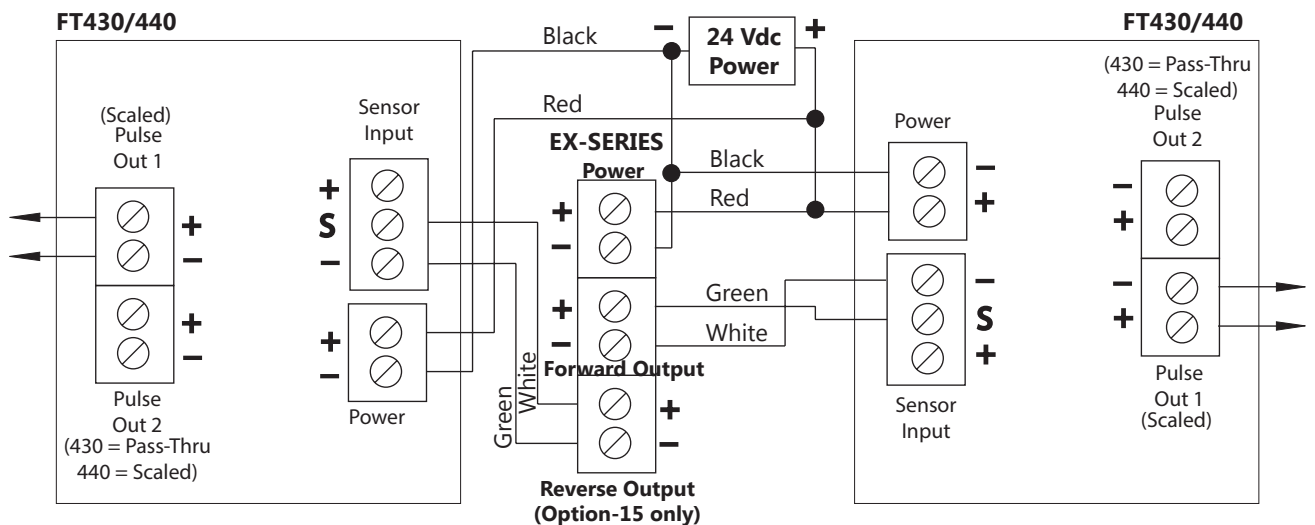 FT430/440
(Scaled)
Pulse
Out 1
+
−
+
−
Pulse
Out 2
(430 = Pass-Thru
440 = Scaled)
Sensor
Input
+
S
−
+
−
Power
Black
Red
− 24 Vdc +
Power
EX-SERIES
Power
+
−
+
−
Forward Output
+
−
Reverse Output
(Option-15 only)
Green
White
Black
Red
Green
White
FT430/440
(430 = Pass-Thru
440 = Scaled)
Pulse
Out 2
Power
−
+
−
S
+
Sensor
Input
−
+
−
+
Pulse
Out 1
(Scaled)